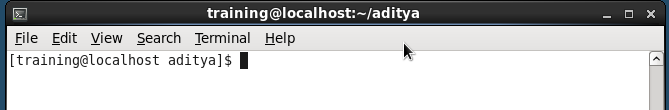 training@localhost:~/aditya
File Edit View Search Terminal Help
[training@localhost aditya]$